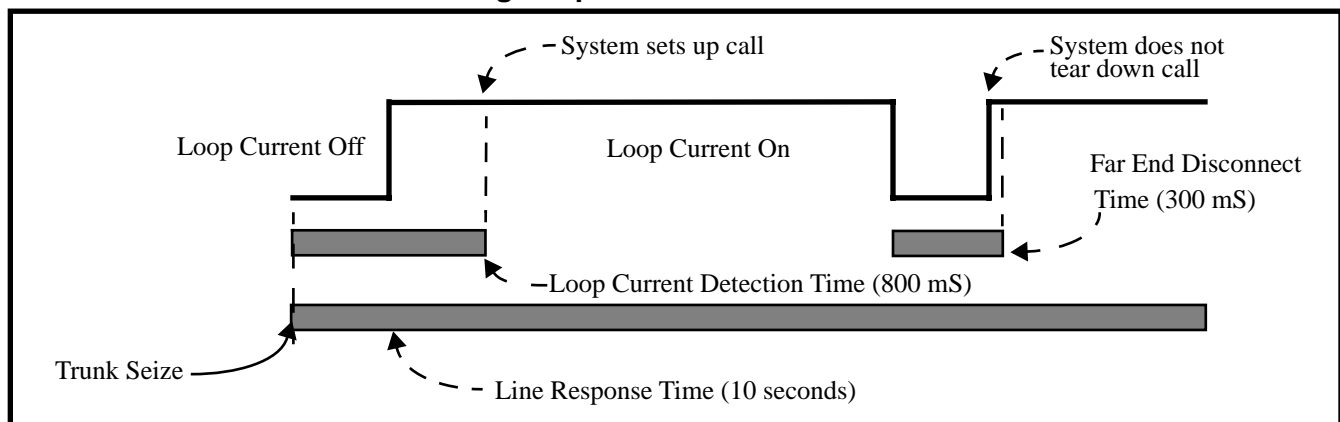 System sets up call
System does not
tear down call
Loop Current Off
Loop Current On
Far End Disconnect
Time (300 mS)
Loop Current Detection Time (800 mS)
Trunk Seize
Line Response Time (10 seconds)